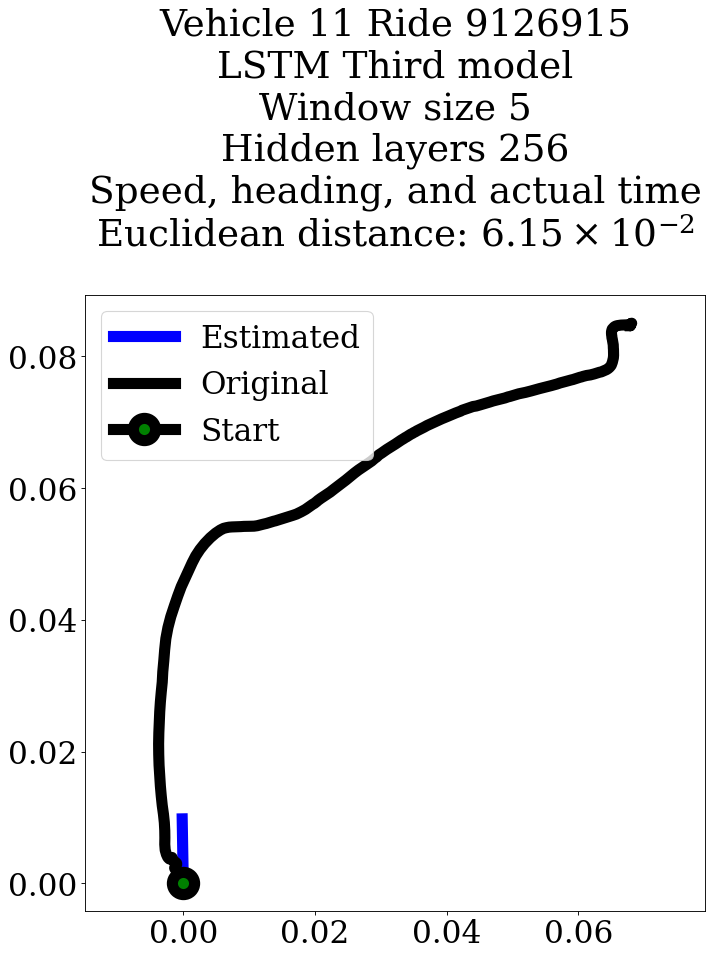 Vehicle 11 Ride 9126915
LSTM Third model
Window size 5
Hidden layers 256
Speed, heading, and actual time
Euclidean distance: 6.15 × 10⁻²
Estimated
Original
Start
0.08
0.06
0.04
0.02
0.00
0.00 0.02 0.04 0.06